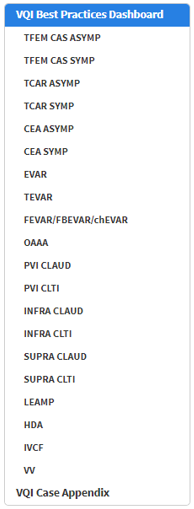 VQI Best Practices Dashboard
TFEM CAS ASYMP
TFEM CAS SYMP
TCAR ASYMP
TCAR SYMP
CEA ASYMP
CEA SYMP
EVAR
TEVAR
FEVAR/FBEVAR/chEVAR
OAAA
PVI CLAUD
PVI CLTI
INFRA CLAUD
INFRA CLTI
SUPRA CLAUD
SUPRA CLTI
LEAMP
HDA
IVCF
VV
VQI Case Appendix